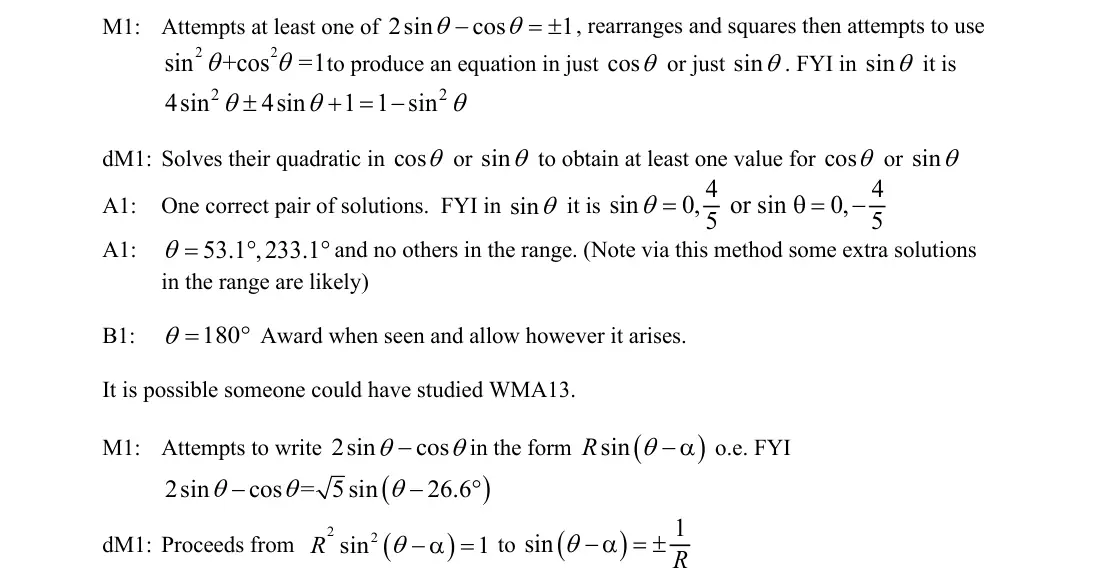 M1: Attempts at least one of 2 sin θ − cos θ = ±1, rearranges and squares then attempts to use
sin² θ+cos²θ =1to produce an equation in just cos θ or just sin θ. FYI in sin θ it is
4 sin² θ ± 4 sin θ + 1 = 1 − sin² θ
dM1: Solves their quadratic in cos θ or sin θ to obtain at least one value for cos θ or sin θ
A1: One correct pair of solutions. FYI in sin θ it is sin θ = 0, 4/5 or sin θ = 0, −4/5
A1: θ = 53.1°, 233.1° and no others in the range. (Note via this method some extra solutions
in the range are likely)
B1: θ = 180° Award when seen and allow however it arises.
It is possible someone could have studied WMA13.
M1: Attempts to write 2 sin θ − cos θ in the form R sin(θ − α) o.e. FYI
2 sin θ − cos θ=√5 sin(θ − 26.6°)
dM1: Proceeds from R² sin² (θ − α) = 1 to sin(θ − α) = ± 1/R